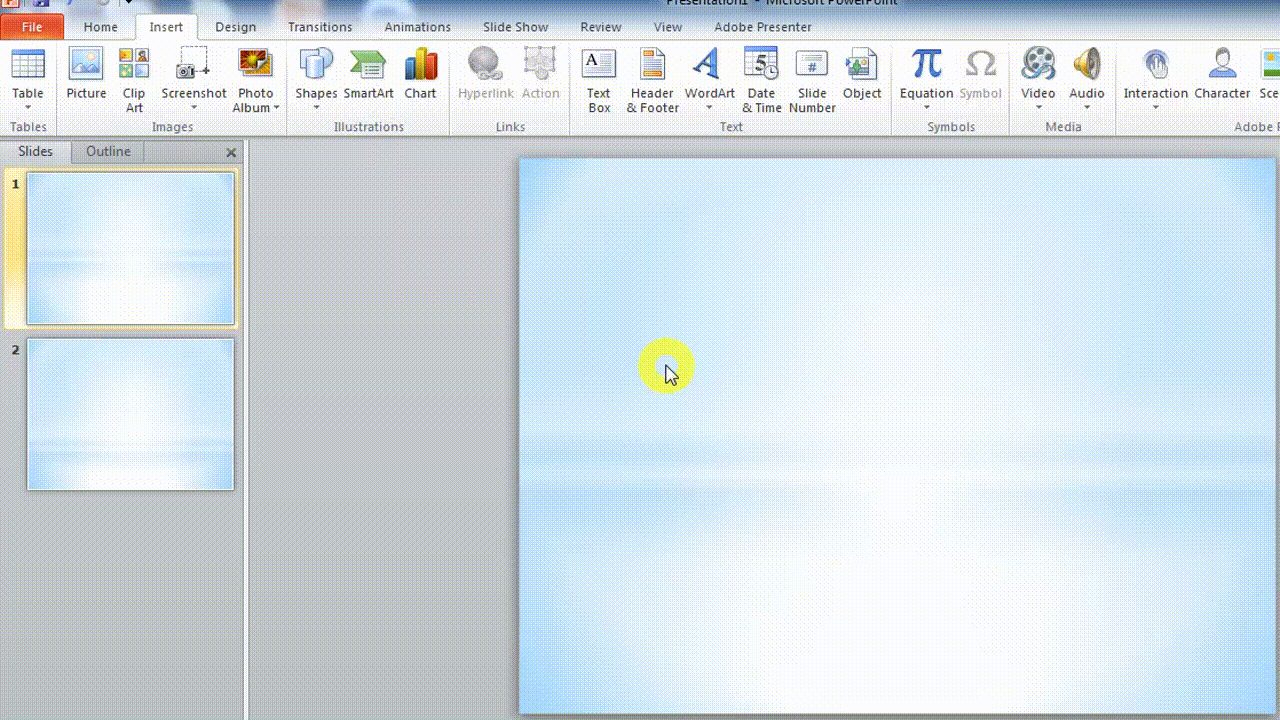 Presentation1 - Microsoft PowerPoint
File Home Insert Design Transitions Animations Slide Show Review View Adobe Presenter
Table Picture Clip Art Screenshot Photo Album Shapes SmartArt Chart Hyperlink Action Text Box Header & Footer WordArt Date & Time Slide Number Object Equation Symbol Video Audio Interaction Character
Tables Images Illustrations Links Text Symbols Media Adobe
Slides Outline
1
2